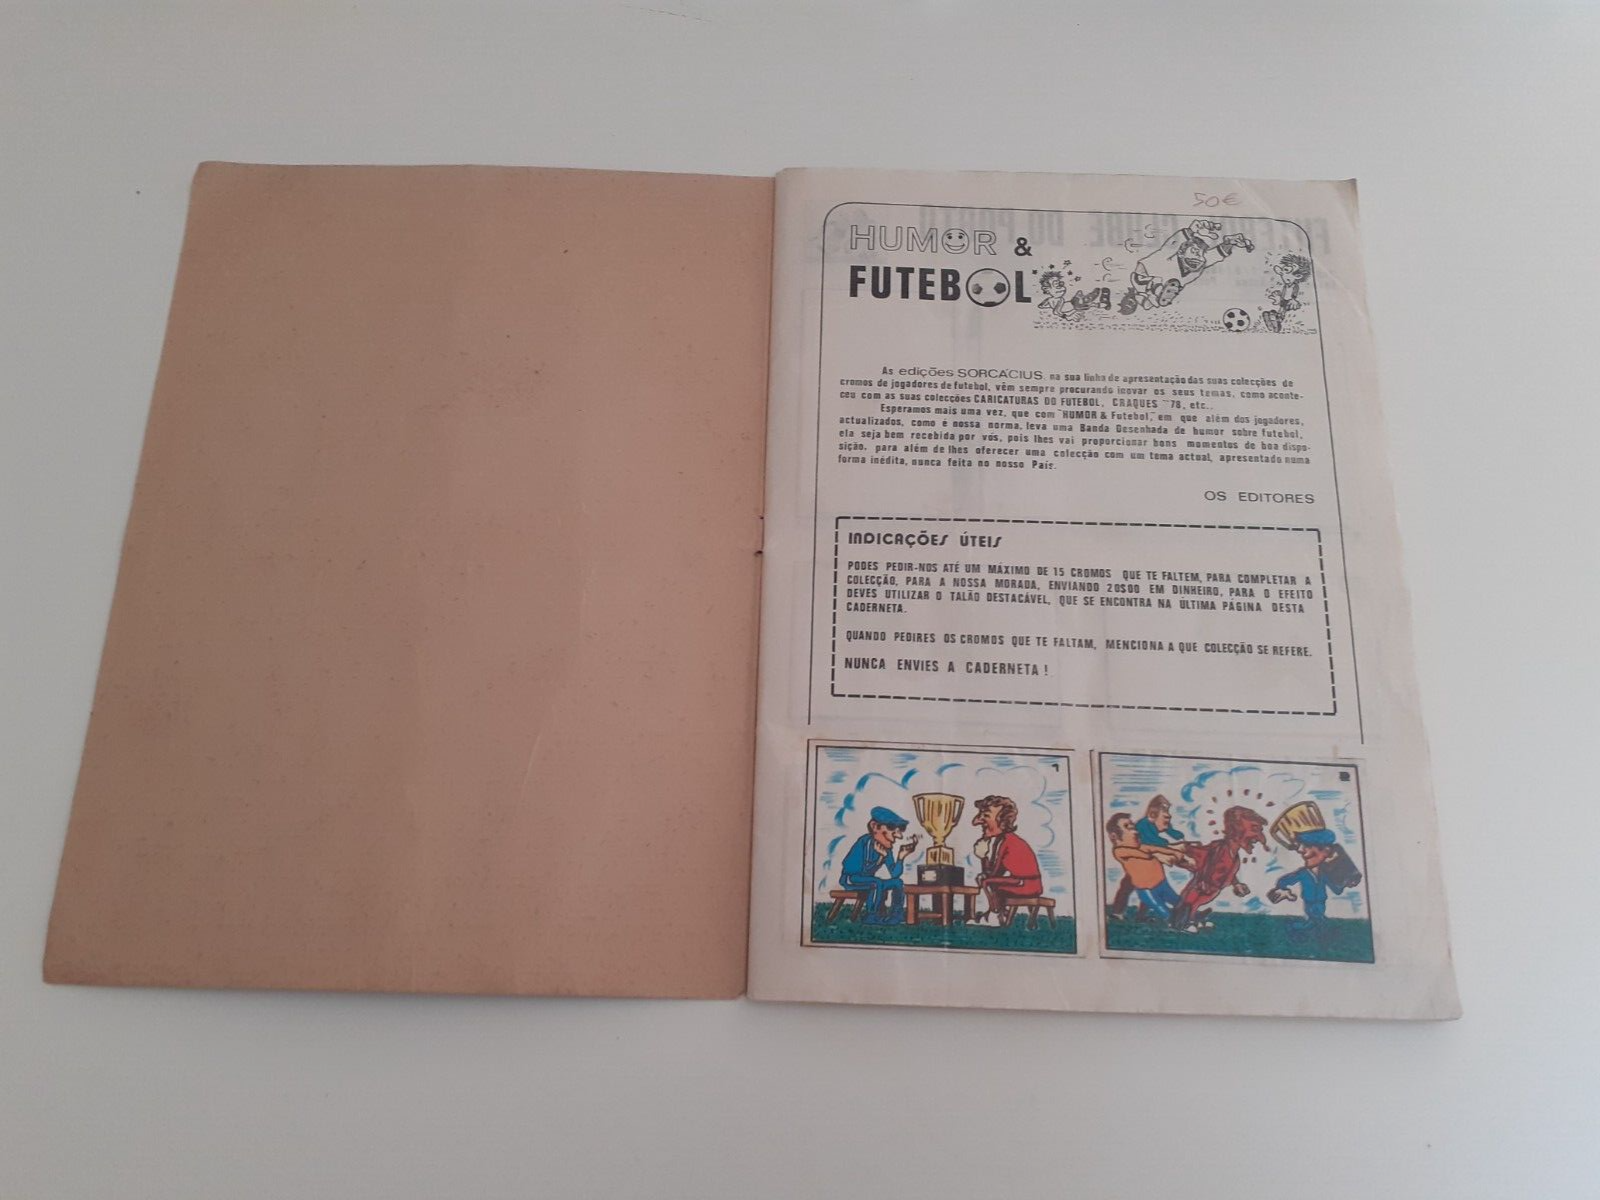 50€
HUMOR &
FUTEBOL
As edições SORCACIUS, na sua linha de apresentação das suas colecções de
cromos de jogadores de futebol, vêm sempre procurando inovar os seus temas, como aconte-
ceu com as suas colecções CARICATURAS DO FUTEBOL, CRAQUES "78, etc..
Esperamos mais uma vez, que com "HUMOR & Futebol," em que além dos jogadores,
actualizados, como é nossa norma, leva uma Banda Desenhada de humor sobre futebol,
ela seja bem recebida por vós, pois lhes vai proporcionar bons momentos de boa dispo-
sição, para além de lhes oferecer uma colecção com um tema actual, apresentado numa
forma inédita, nunca feita no nosso País.
OS EDITORES
INDICAÇÕES ÚTEIS
PODES PEDIR-NOS ATÉ UM MÁXIMO DE 15 CROMOS QUE TE FALTEM, PARA COMPLETAR A
COLECÇÃO, PARA A NOSSA MORADA, ENVIANDO 20$00 EM DINHEIRO, PARA O EFEITO
DEVES UTILIZAR O TALÃO DESTACÁVEL, QUE SE ENCONTRA NA ÚLTIMA PÁGINA DESTA
CADERNETA.
QUANDO PEDIRES OS CROMOS QUE TE FALTAM, MENCIONA A QUE COLECÇÃO SE REFERE.
NUNCA ENVIES A CADERNETA !
1
2